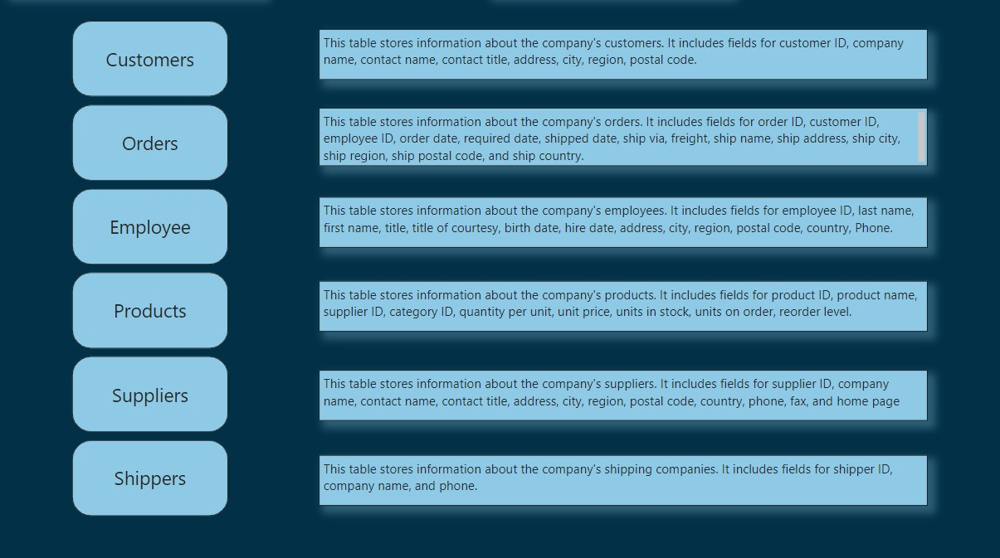 Customers
This table stores information about the company's customers. It includes fields for customer ID, company
name, contact name, contact title, address, city, region, postal code.
Orders
This table stores information about the company's orders. It includes fields for order ID, customer ID,
employee ID, order date, required date, shipped date, ship via, freight, ship name, ship address, ship city,
ship region, ship postal code, and ship country.
Employee
This table stores information about the company's employees. It includes fields for employee ID, last name,
first name, title, title of courtesy, birth date, hire date, address, city, region, postal code, country, Phone.
Products
This table stores information about the company's products. It includes fields for product ID, product name,
supplier ID, category ID, quantity per unit, unit price, units in stock, units on order, reorder level.
Suppliers
This table stores information about the company's suppliers. It includes fields for supplier ID, company
name, contact name, contact title, address, city, region, postal code, country, phone, fax, and home page
Shippers
This table stores information about the company's shipping companies. It includes fields for shipper ID,
company name, and phone.